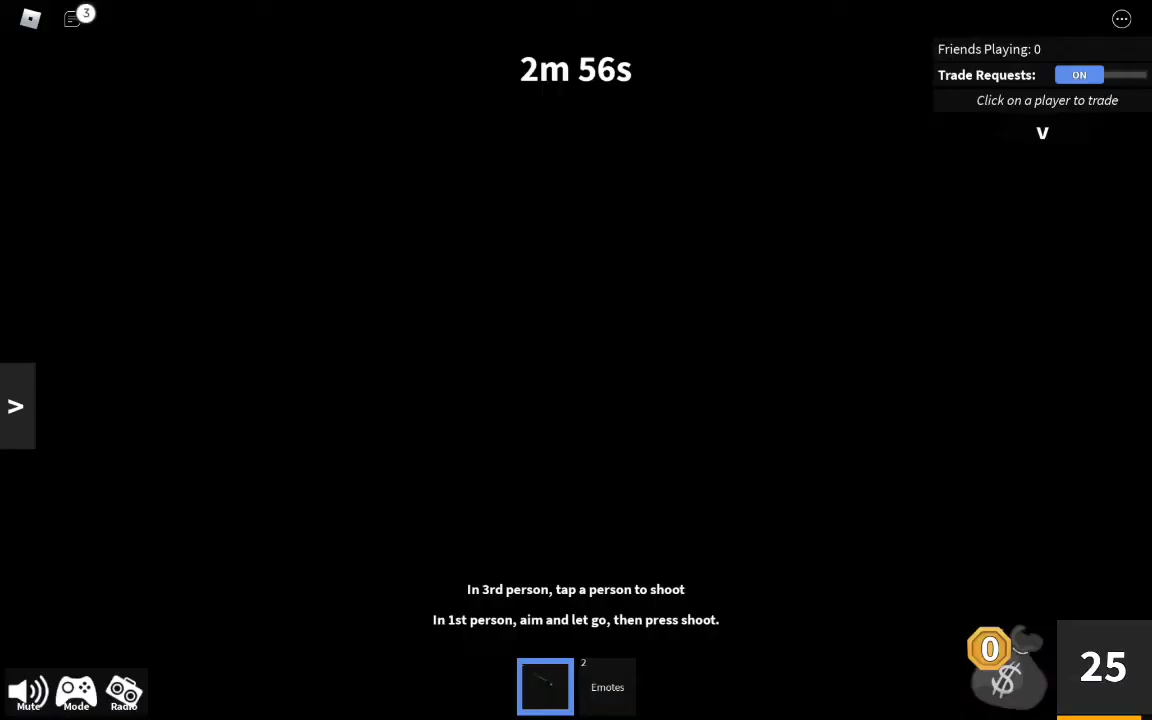 3
2m 56s
Friends Playing: 0
Trade Requests: ON
Click on a player to trade
v
>
In 3rd person, tap a person to shoot
In 1st person, aim and let go, then press shoot.
2
Emotes
Mute
Mode
Radio
0
$
25